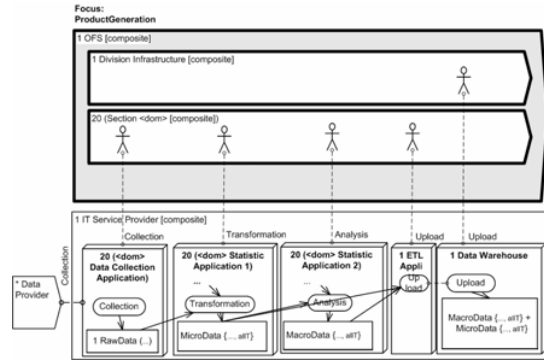 Focus:
ProductGeneration
1 OFS [composite]
1 Division Infrastructure [composite]
20 (Section <dom> [composite])
1 IT Service Provider [composite]
Collection
Transformation
Analysis
Upload
Upload
* Data
Provider
Collection
20 (<dom>
Data Collection
Application)
Collection
1 RawData (...)
20 (<dom> Statistic
Application 1)
...
Transformation
MicroData {..., allT}
20 (<dom> Statistic
Application 2)
...
Analysis
MacroData {..., allT}
1 ETL
Appli
Up
load
1 Data Warehouse
Upload
MacroData {..., allT} +
MicroData {..., allT}